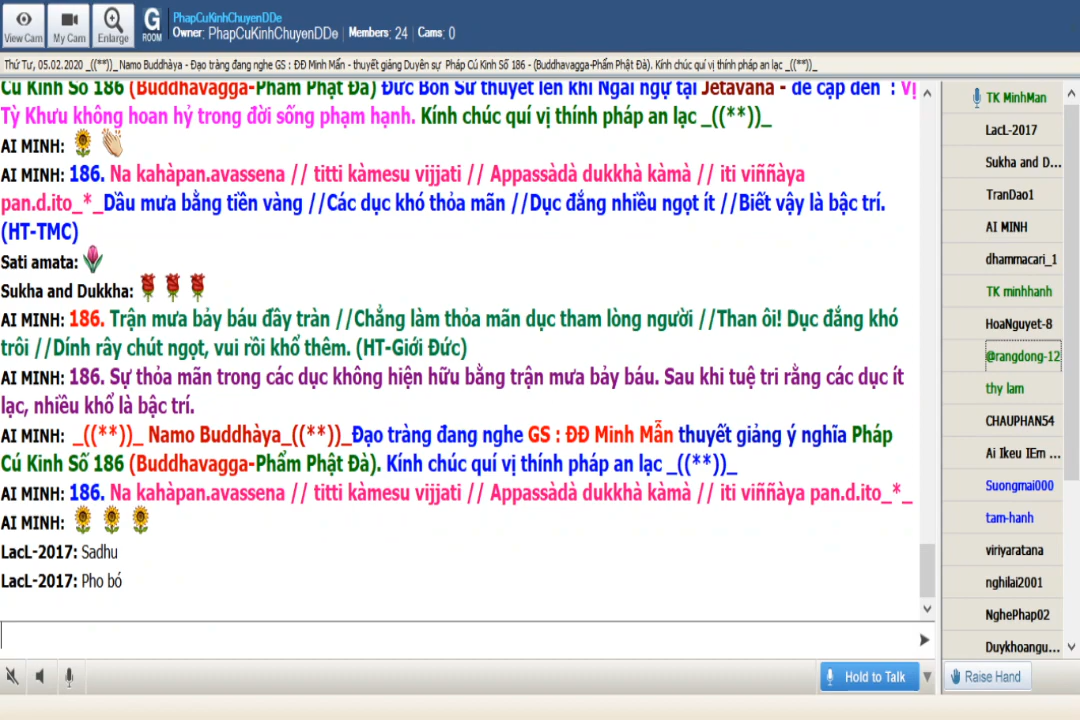 PhapCuKinhChuyenDDe
Owner: PhapCuKinhChuyenDDe Members: 24 Cams: 0
View Cam My Cam Enlarge G ROOM
Thứ Tư, 05.02.2020 _((**))_ Namo Buddhàya - Đạo tràng đang nghe GS : ĐĐ Minh Mẫn - thuyết giảng Duyên sự Pháp Cú Kinh Số 186 - (Buddhavagga-Phẩm Phật Đà). Kính chúc quí vị thính pháp an lạc _((**))_
Cú Kinh Số 186 (Buddhavagga-Phẩm Phật Đà) Đức Bổn Sư thuyết lên khi Ngài ngự tại Jetavana - đề cập đến : Vị
Tỳ Khưu không hoan hỷ trong đời sống phạm hạnh. Kính chúc quí vị thính pháp an lạc _((**))_
AI MINH:
AI MINH: 186. Na kahàpan.avassena // titti kàmesu vijjati // Appassàdà dukkhà kàmà // iti viññàya
pan.d.ito_*_Dầu mưa bằng tiền vàng //Các dục khó thỏa mãn //Dục đắng nhiều ngọt ít //Biết vậy là bậc trí.
(HT-TMC)
Sati amata:
Sukha and Dukkha:
AI MINH: 186. Trận mưa bảy báu đầy tràn //Chẳng làm thỏa mãn dục tham lòng người //Than ôi! Dục đắng khó
trôi //Dính rây chút ngọt, vui rồi khổ thêm. (HT-Giới Đức)
AI MINH: 186. Sự thỏa mãn trong các dục không hiện hữu bằng trận mưa bảy báu. Sau khi tuệ tri rằng các dục ít
lạc, nhiều khổ là bậc trí.
AI MINH: _((**))_ Namo Buddhàya_((**))_Đạo tràng đang nghe GS : ĐĐ Minh Mẫn thuyết giảng ý nghĩa Pháp
Cú Kinh Số 186 (Buddhavagga-Phẩm Phật Đà). Kính chúc quí vị thính pháp an lạc _((**))_
AI MINH: 186. Na kahàpan.avassena // titti kàmesu vijjati // Appassàdà dukkhà kàmà // iti viññàya pan.d.ito_*_
AI MINH:
LacL-2017: Sadhu
LacL-2017: Pho bó
TK MinhMan
LacL-2017
Sukha and D...
TranDao1
AI MINH
dhammacari_1
TK minhhanh
HoaNguyet-8
@rangdong-12
thy lam
CHAUPHAN54
Ai Ikeu IEm ...
Suongmai000
tam-hanh
viriyaratana
nghilai2001
NghePhap02
Duykhoangu...
Hold to Talk
Raise Hand